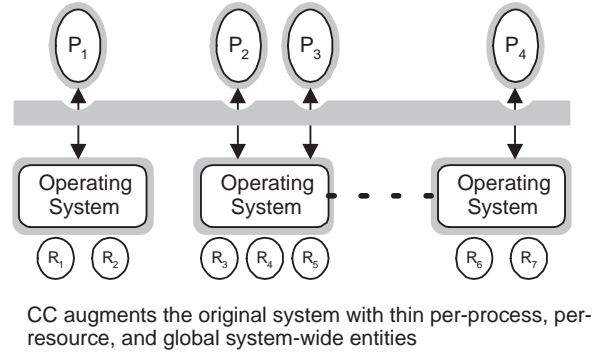 P1 P2 P3 P4
Operating System Operating System Operating System
R1 R2 R3 R4 R5 R6 R7
CC augments the original system with thin per-process, per-
resource, and global system-wide entities